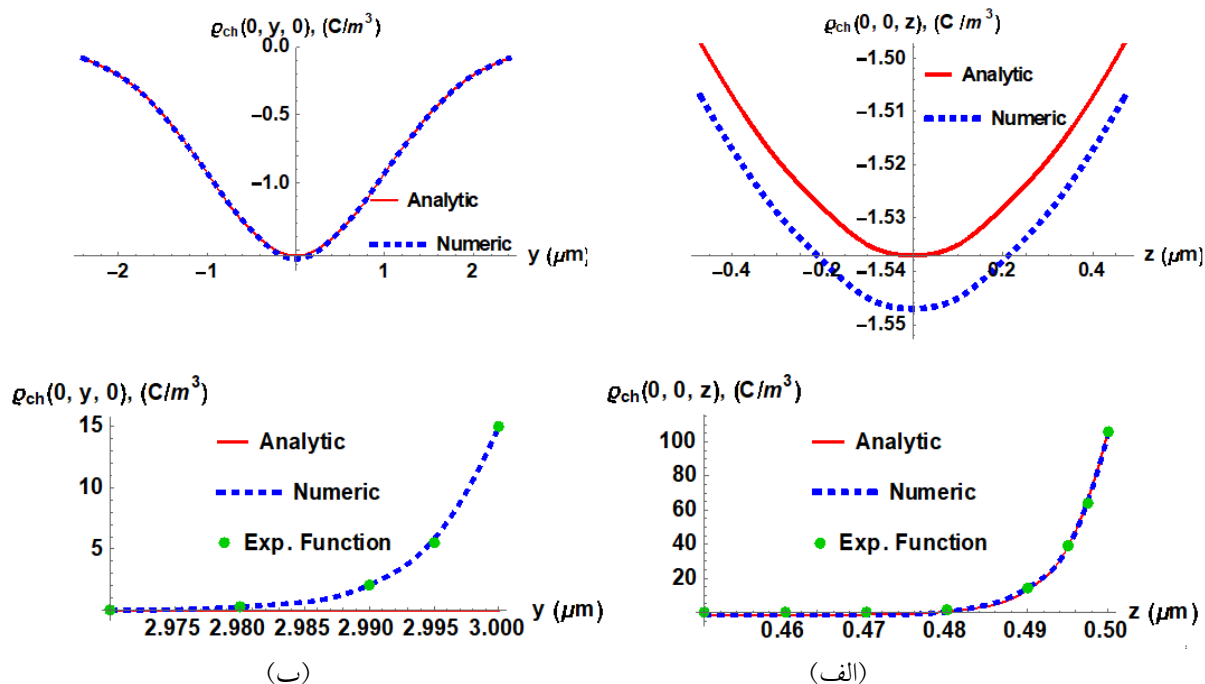 ϱch(0, y, 0), (C/m³)
0.0
−0.5
−1.0
Analytic
Numeric
−2 −1 1 2
y (μm)
ϱch(0, 0, z), (C/m³)
−1.50
−1.51
−1.52
−1.53
−1.54
−1.55
Analytic
Numeric
−0.4 −0.2 0.2 0.4
z (μm)
ϱch(0, y, 0), (C/m³)
15
10
5
Analytic
Numeric
Exp. Function
2.975 2.980 2.985 2.990 2.995 3.000
y (μm)
(ب)
ϱch(0, 0, z), (C/m³)
100
80
60
40
20
Analytic
Numeric
Exp. Function
0.46 0.47 0.48 0.49 0.50
z (μm)
(الف)